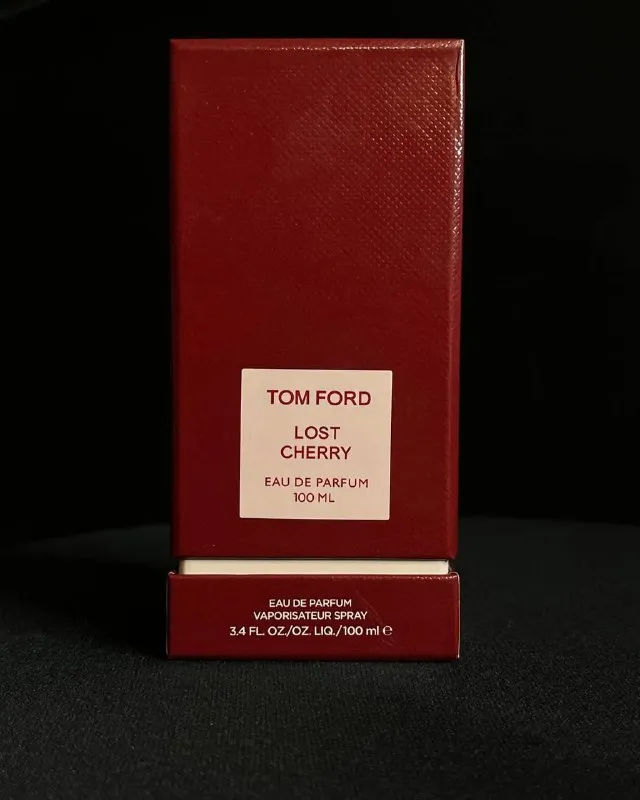 TOM FORD
LOST
CHERRY
EAU DE PARFUM
100 ML
EAU DE PARFUM
VAPORISATEUR SPRAY
3.4 FL. OZ./OZ. LIQ./100 ml ℮